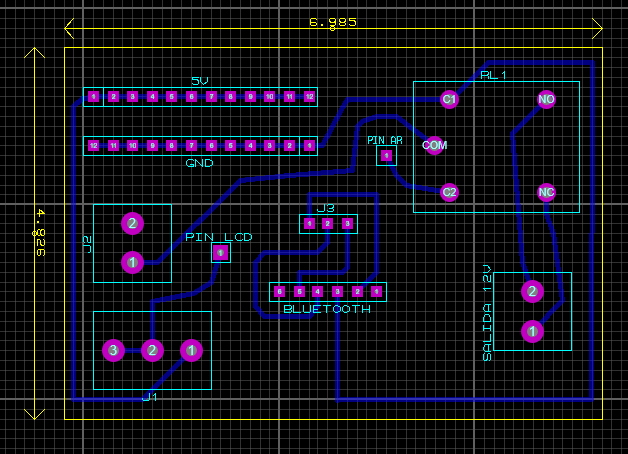 6.985
RL1
5V
1 2 3 4 5 6 7 8 9 10 11 12
C1 NO
12 11 10 9 8 7 6 5 4 3 2 1
COM
PIN AR
1
GND
C2 NC
4.826
J3
J2
2
1 2 3
PIN LCD
1
1
6 5 4 3 2 1
BLUETOOTH
SALIDA 12V
2
1
3 2 1
J1